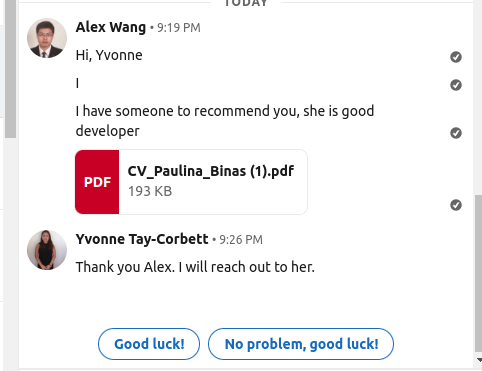 TODAY
Alex Wang • 9:19 PM
Hi, Yvonne
I
I have someone to recommend you, she is good
developer
PDF
CV_Paulina_Binas (1).pdf
193 KB
Yvonne Tay-Corbett • 9:26 PM
Thank you Alex. I will reach out to her.
Good luck!
No problem, good luck!